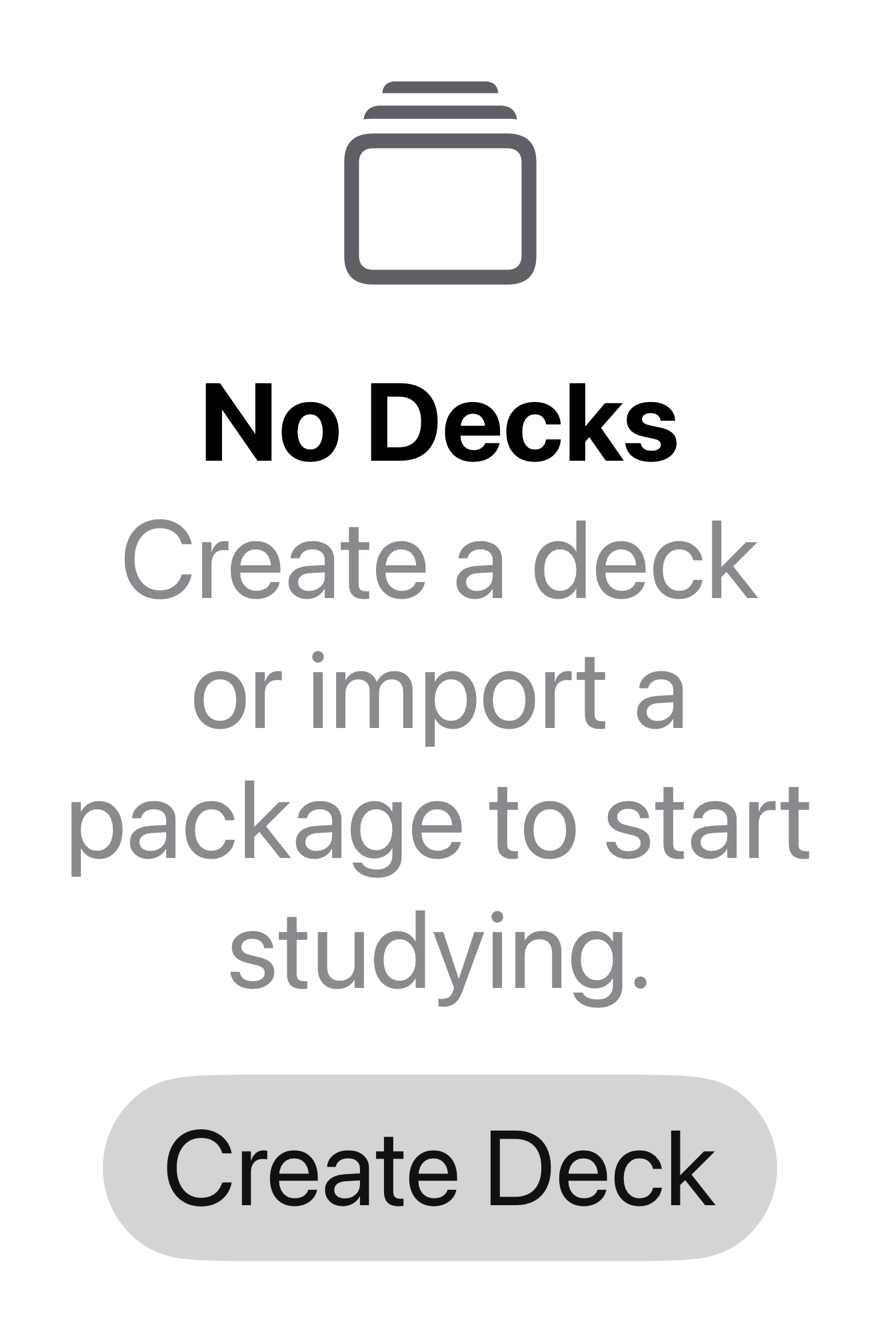 No Decks
Create a deck
or import a
package to start
studying.
Create Deck